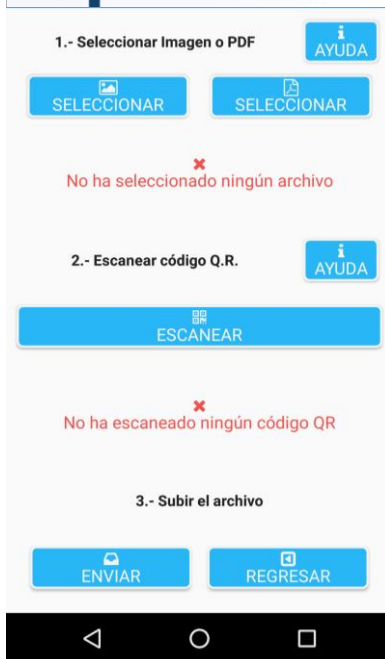 1.- Seleccionar Imagen o PDF
AYUDA
SELECCIONAR
SELECCIONAR
No ha seleccionado ningún archivo
2.- Escanear código Q.R.
AYUDA
ESCANEAR
No ha escaneado ningún código QR
3.- Subir el archivo
ENVIAR
REGRESAR